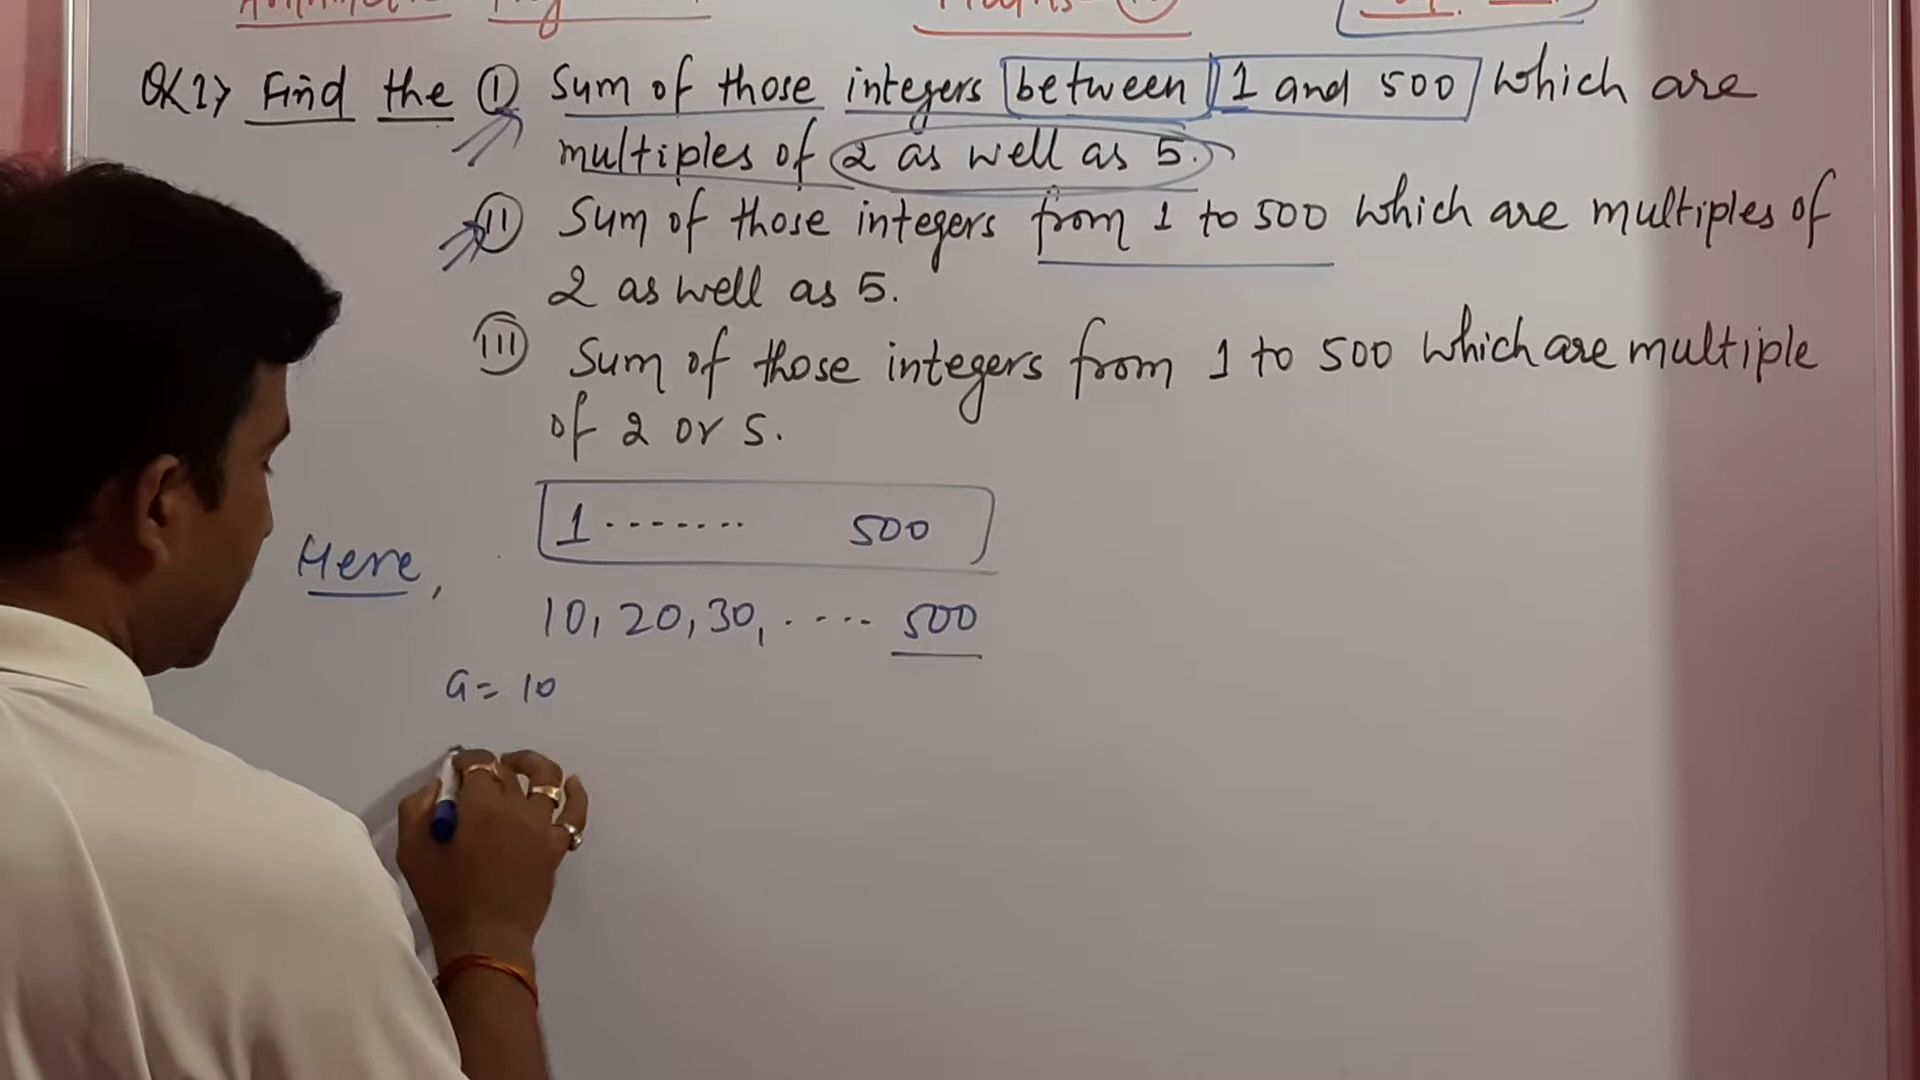 Q(1) Find the (I) Sum of those integers between 1 and 500 which are
multiples of 2 as well as 5.
(II) Sum of those integers from 1 to 500 which are multiples of
2 as well as 5.
(III) Sum of those integers from 1 to 500 which are multiple
of 2 or 5.
1 ------- 500
Here,
10, 20, 30, ..... 500
a = 10